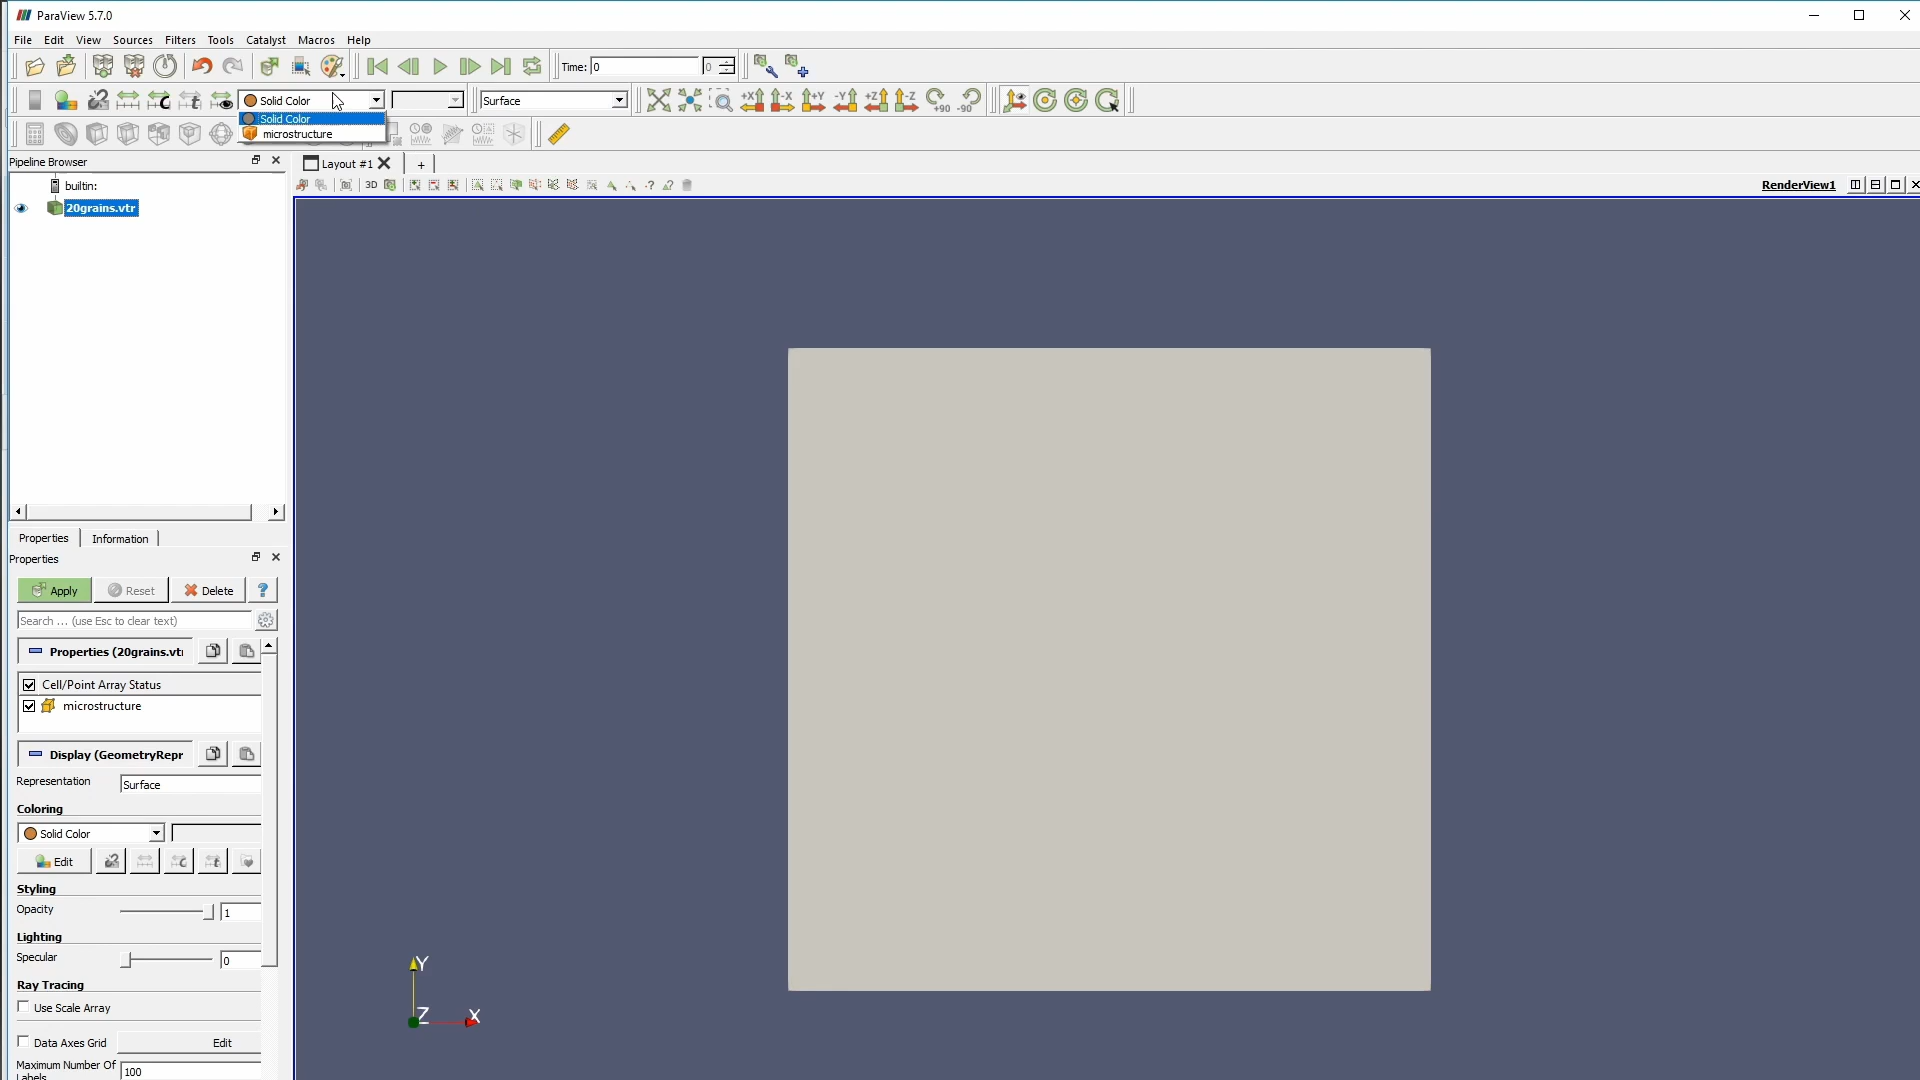 ParaView 5.7.0
File Edit View Sources Filters Tools Catalyst Macros Help
Time: 0 0
Solid Color Surface +X -X +Y -Y +Z -Z +90 -90
Solid Color
microstructure
Pipeline Browser
Layout #1 +
builtin:
3D
RenderView1
20grains.vtr
Properties Information
Properties
Apply Reset Delete ?
Search ... (use Esc to clear text)
Properties (20grains.vtr
Cell/Point Array Status
microstructure
Display (GeometryRepr
Representation Surface
Coloring
Solid Color
Edit
Styling
Opacity 1
Lighting
Specular 0
Ray Tracing
Use Scale Array
Data Axes Grid Edit
Maximum Number Of
Labels
100
Y
Z X